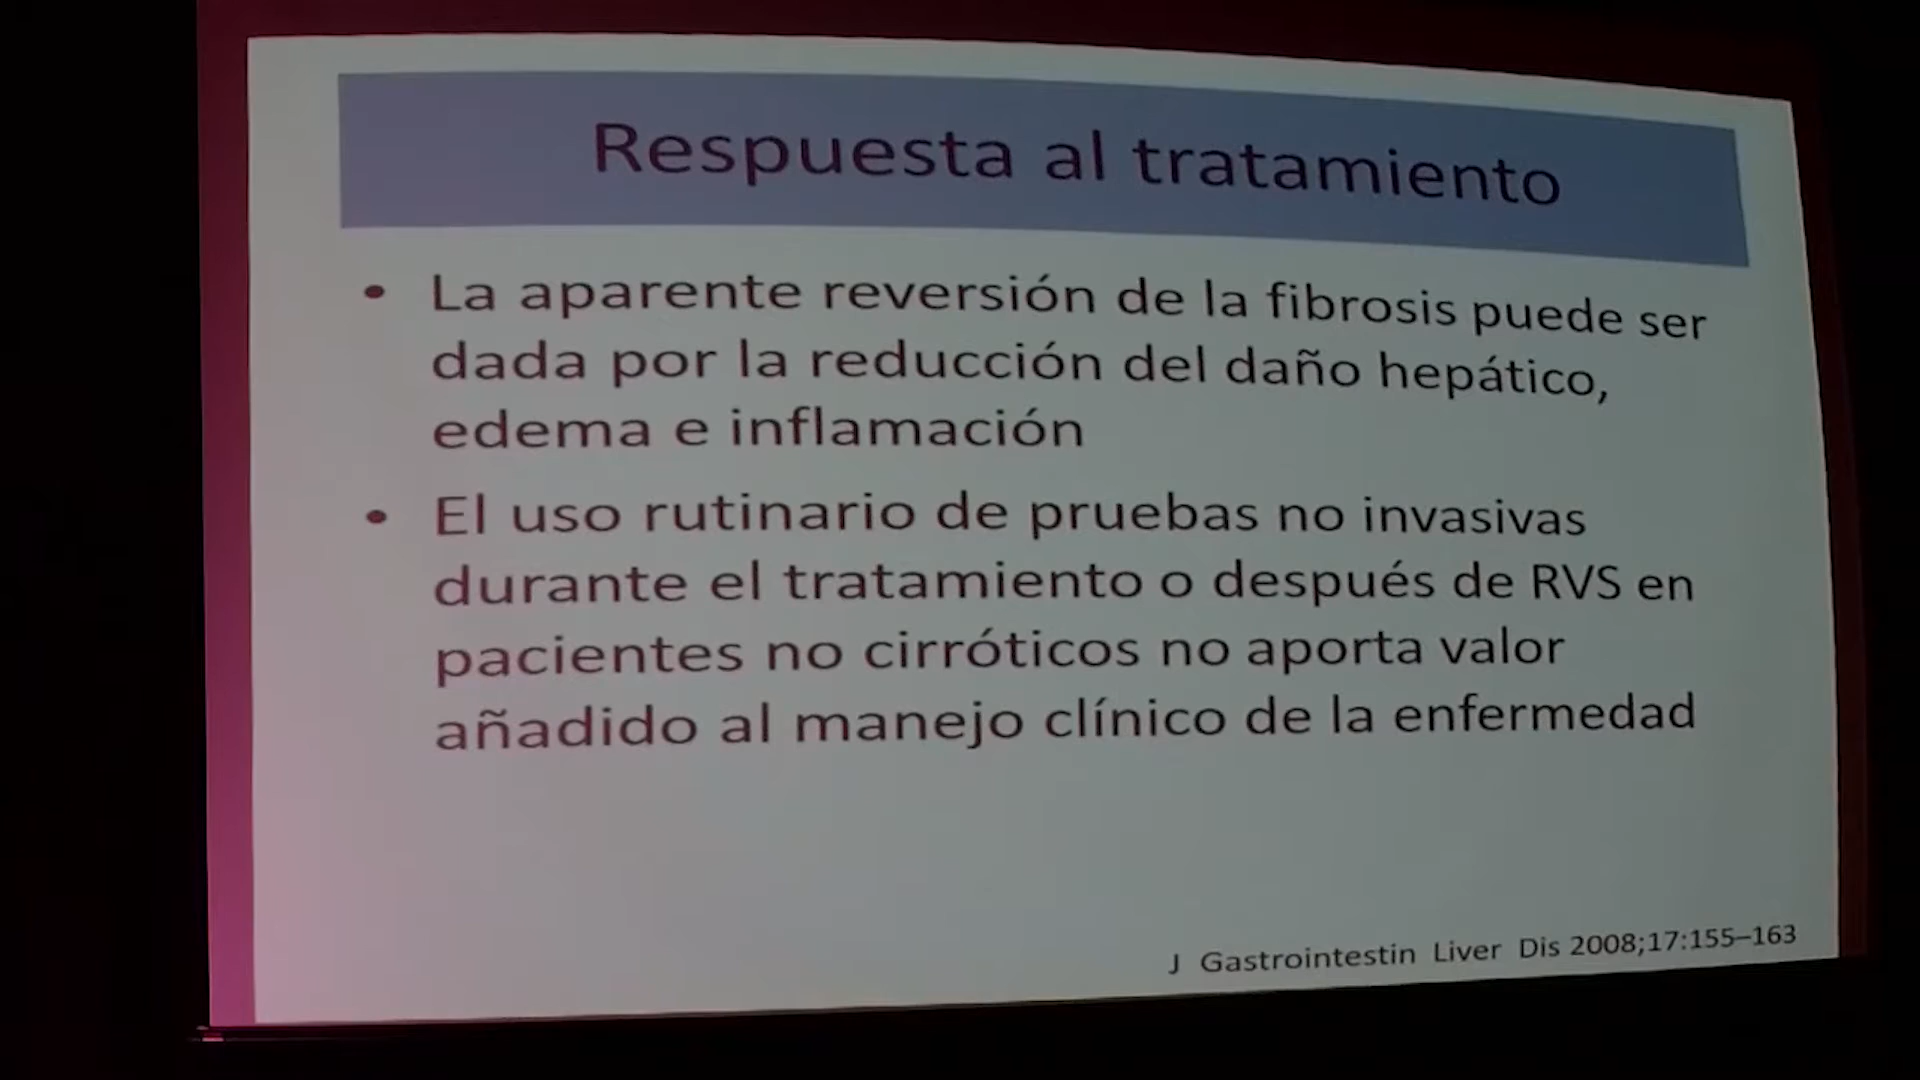 Respuesta al tratamiento
• La aparente reversión de la fibrosis puede ser
dada por la reducción del daño hepático,
edema e inflamación
• El uso rutinario de pruebas no invasivas
durante el tratamiento o después de RVS en
pacientes no cirróticos no aporta valor
añadido al manejo clínico de la enfermedad
J Gastrointestin Liver Dis 2008;17:155–163